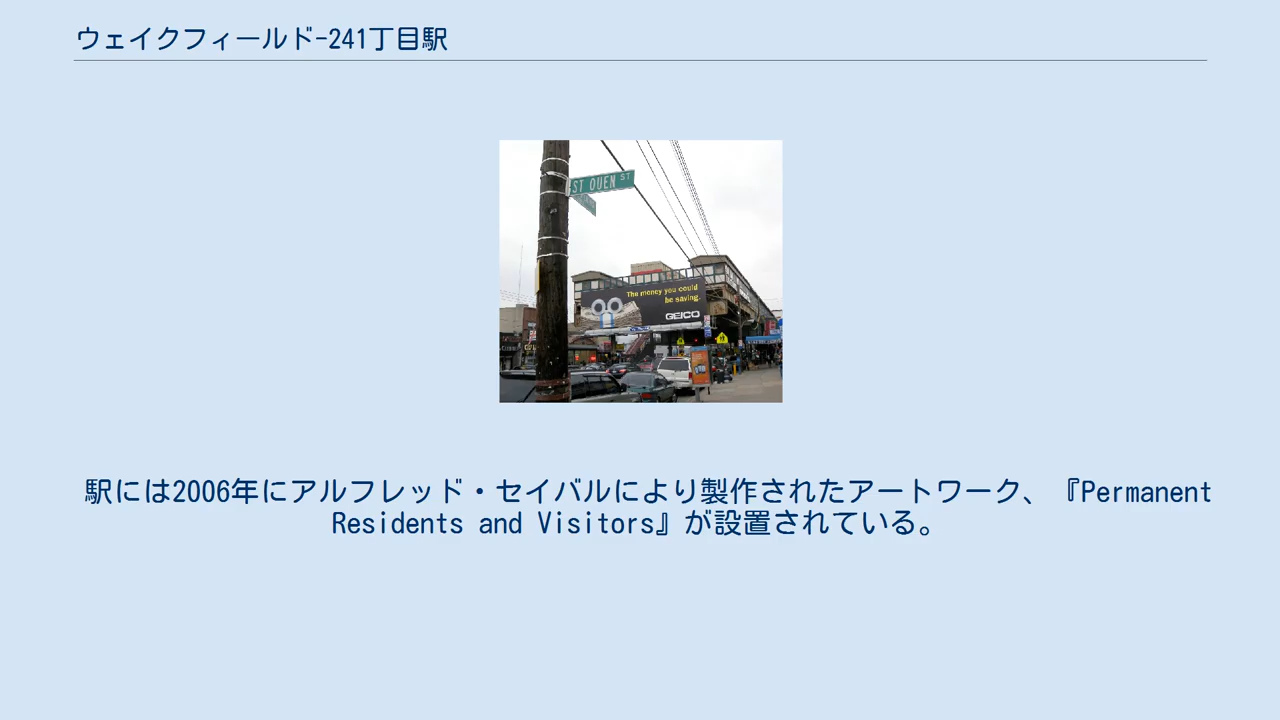 ウェイクフィールド-241丁目駅
ST OUEN ST
The money you could
be saving.
GEICO
駅には2006年にアルフレッド・セイバルにより製作されたアートワーク、『Permanent
Residents and Visitors』が設置されている。